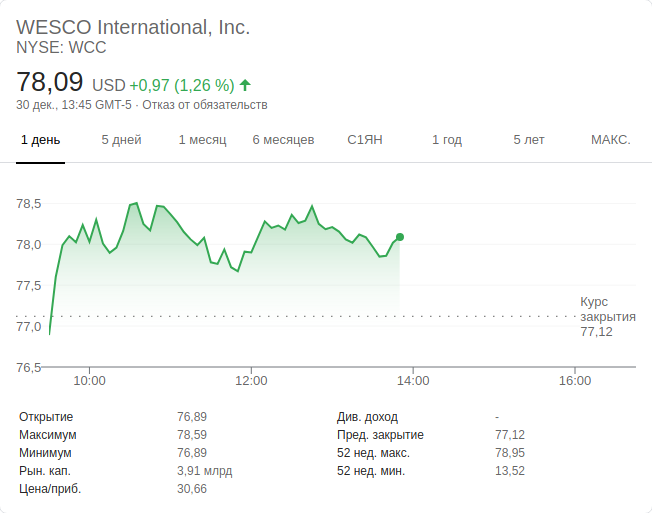 WESCO International, Inc.
NYSE: WCC
78,09 USD +0,97 (1,26 %)
30 дек., 13:45 GMT-5 · Отказ от обязательств
1 день 5 дней 1 месяц 6 месяцев С1ЯН 1 год 5 лет МАКС.
78,5
78,0
77,5
77,0
76,5
Курс
закрытия
77,12
10:00 12:00 14:00 16:00
Открытие 76,89 Див. доход -
Максимум 78,59 Пред. закрытие 77,12
Минимум 76,89 52 нед. макс. 78,95
Рын. кап. 3,91 млрд 52 нед. мин. 13,52
Цена/приб. 30,66